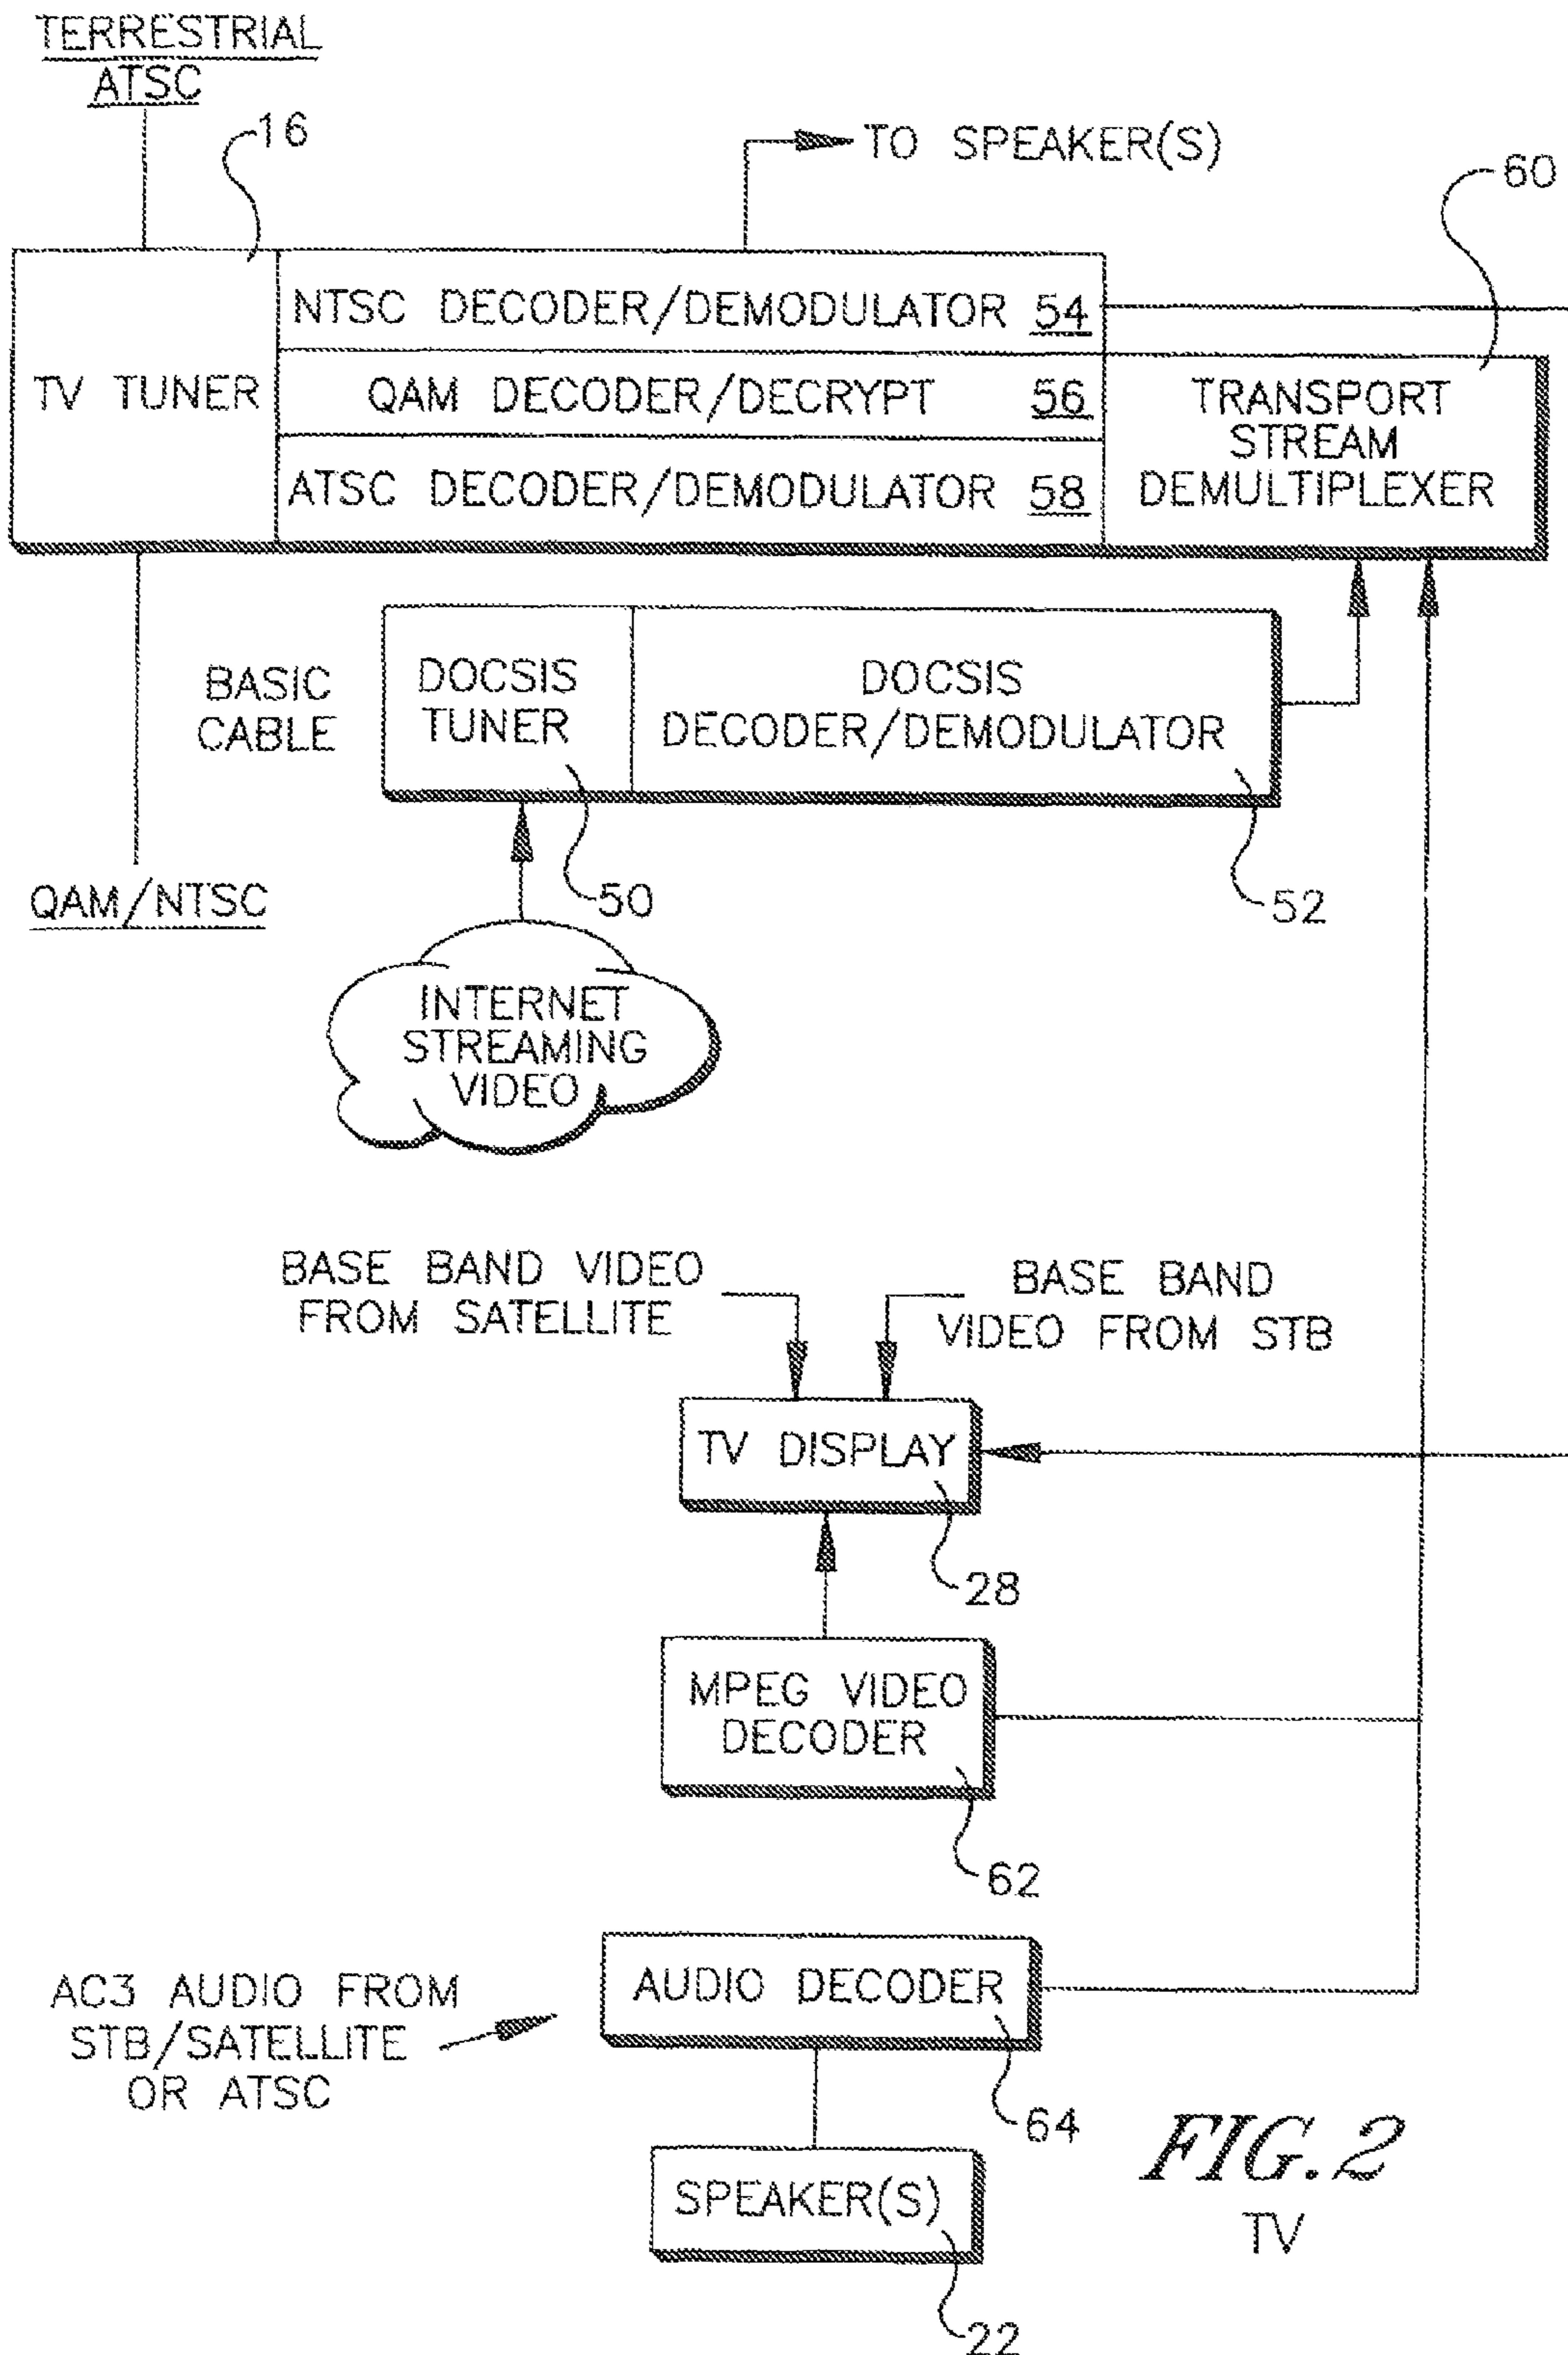 TERRESTRIAL
ATSC
16
TO SPEAKER(S)
60
TV TUNER
NTSC DECODER/DEMODULATOR 54
QAM DECODER/DECRYPT 56
ATSC DECODER/DEMODULATOR 58
TRANSPORT
STREAM
DEMULTIPLEXER
BASIC
CABLE
DOCSIS
TUNER
DOCSIS
DECODER/DEMODULATOR
50
52
QAM/NTSC
INTERNET
STREAMING
VIDEO
BASE BAND VIDEO
FROM SATELLITE
BASE BAND
VIDEO FROM STB
TV DISPLAY
28
MPEG VIDEO
DECODER
62
AUDIO DECODER
AC3 AUDIO FROM
STB/SATELLITE
OR ATSC
64
SPEAKER(S)
22
FIG. 2
TV